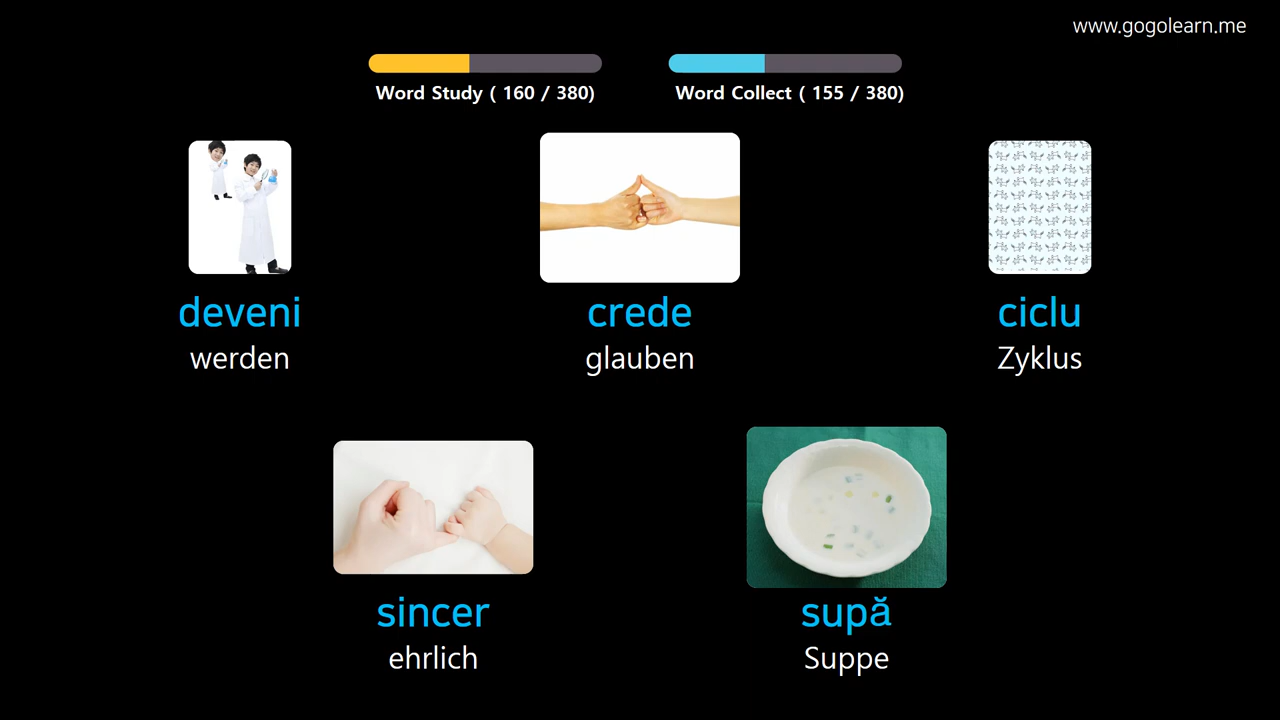 www.gogolearn.me
Word Study ( 160 / 380)
Word Collect ( 155 / 380)
deveni
werden
crede
glauben
ciclu
Zyklus
sincer
ehrlich
supă
Suppe